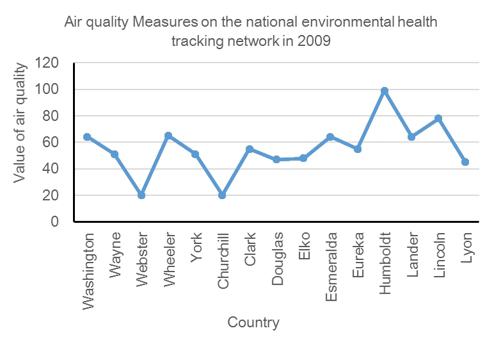 Air quality Measures on the national environmental health
tracking network in 2009
Value of air quality
120
100
80
60
40
20
0
Washington
Wayne
Webster
Wheeler
York
Churchill
Clark
Douglas
Elko
Esmeralda
Eureka
Humboldt
Lander
Lincoln
Lyon
Country